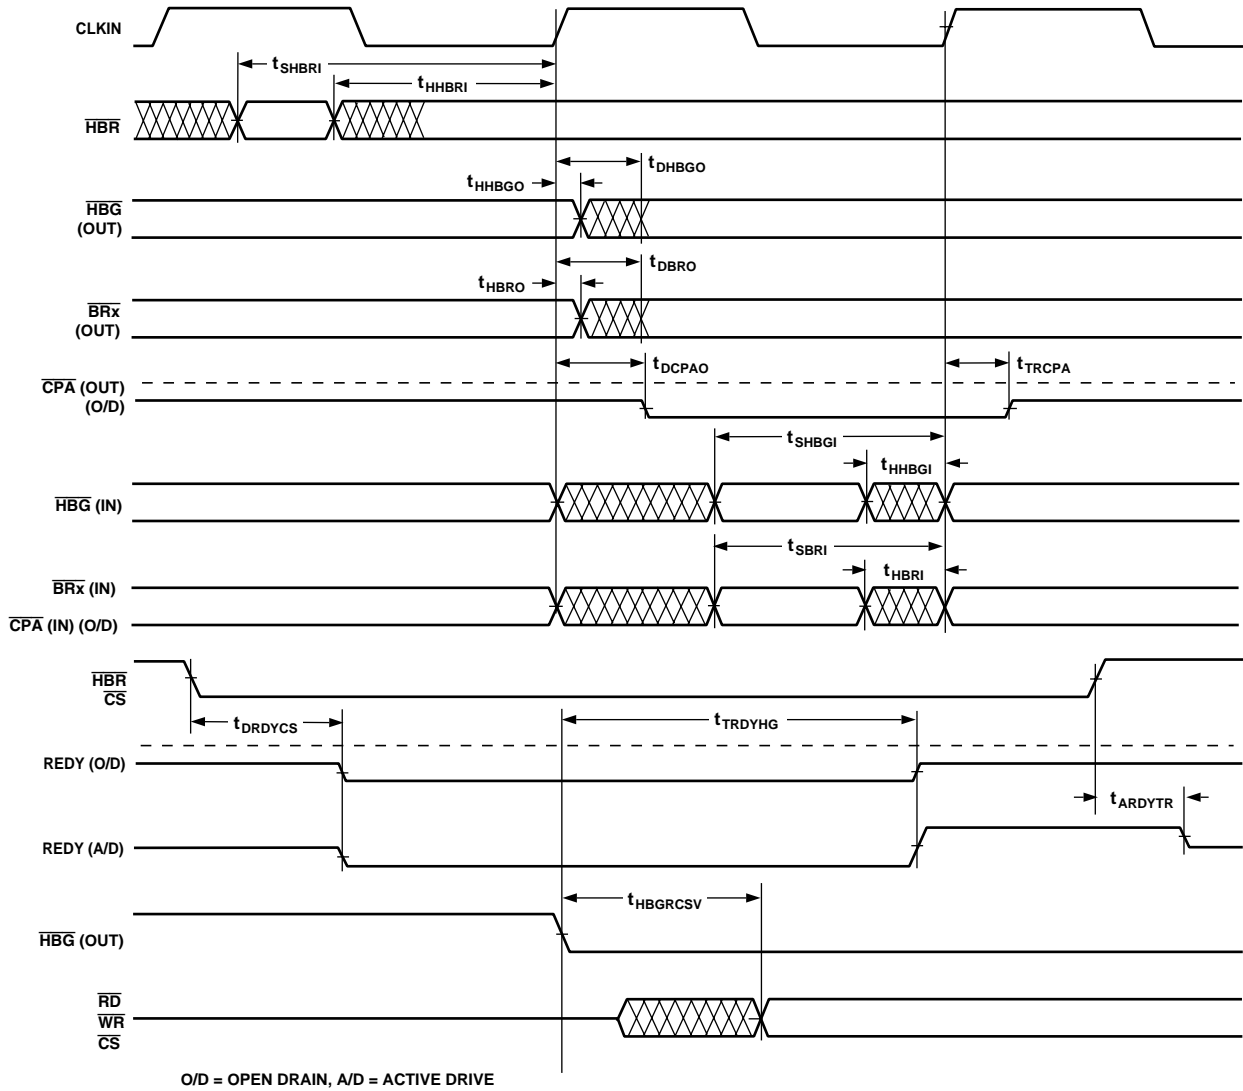 CLKIN
tSHBRI
tHHBRI
HBR
tDHBGO
tHHBGO
HBG
(OUT)
tDBRO
tHBRO
BRx
(OUT)
tDCPAO
tTRCPA
CPA (OUT)
(O/D)
tSHBGI
tHHBGI
HBG (IN)
tSBRI
tHBRI
BRx (IN)
CPA (IN) (O/D)
HBR
CS
tDRDYCS
tTRDYHG
REDY (O/D)
tARDYTR
REDY (A/D)
tHBGRCSV
HBG (OUT)
RD
WR
CS
O/D = OPEN DRAIN, A/D = ACTIVE DRIVE